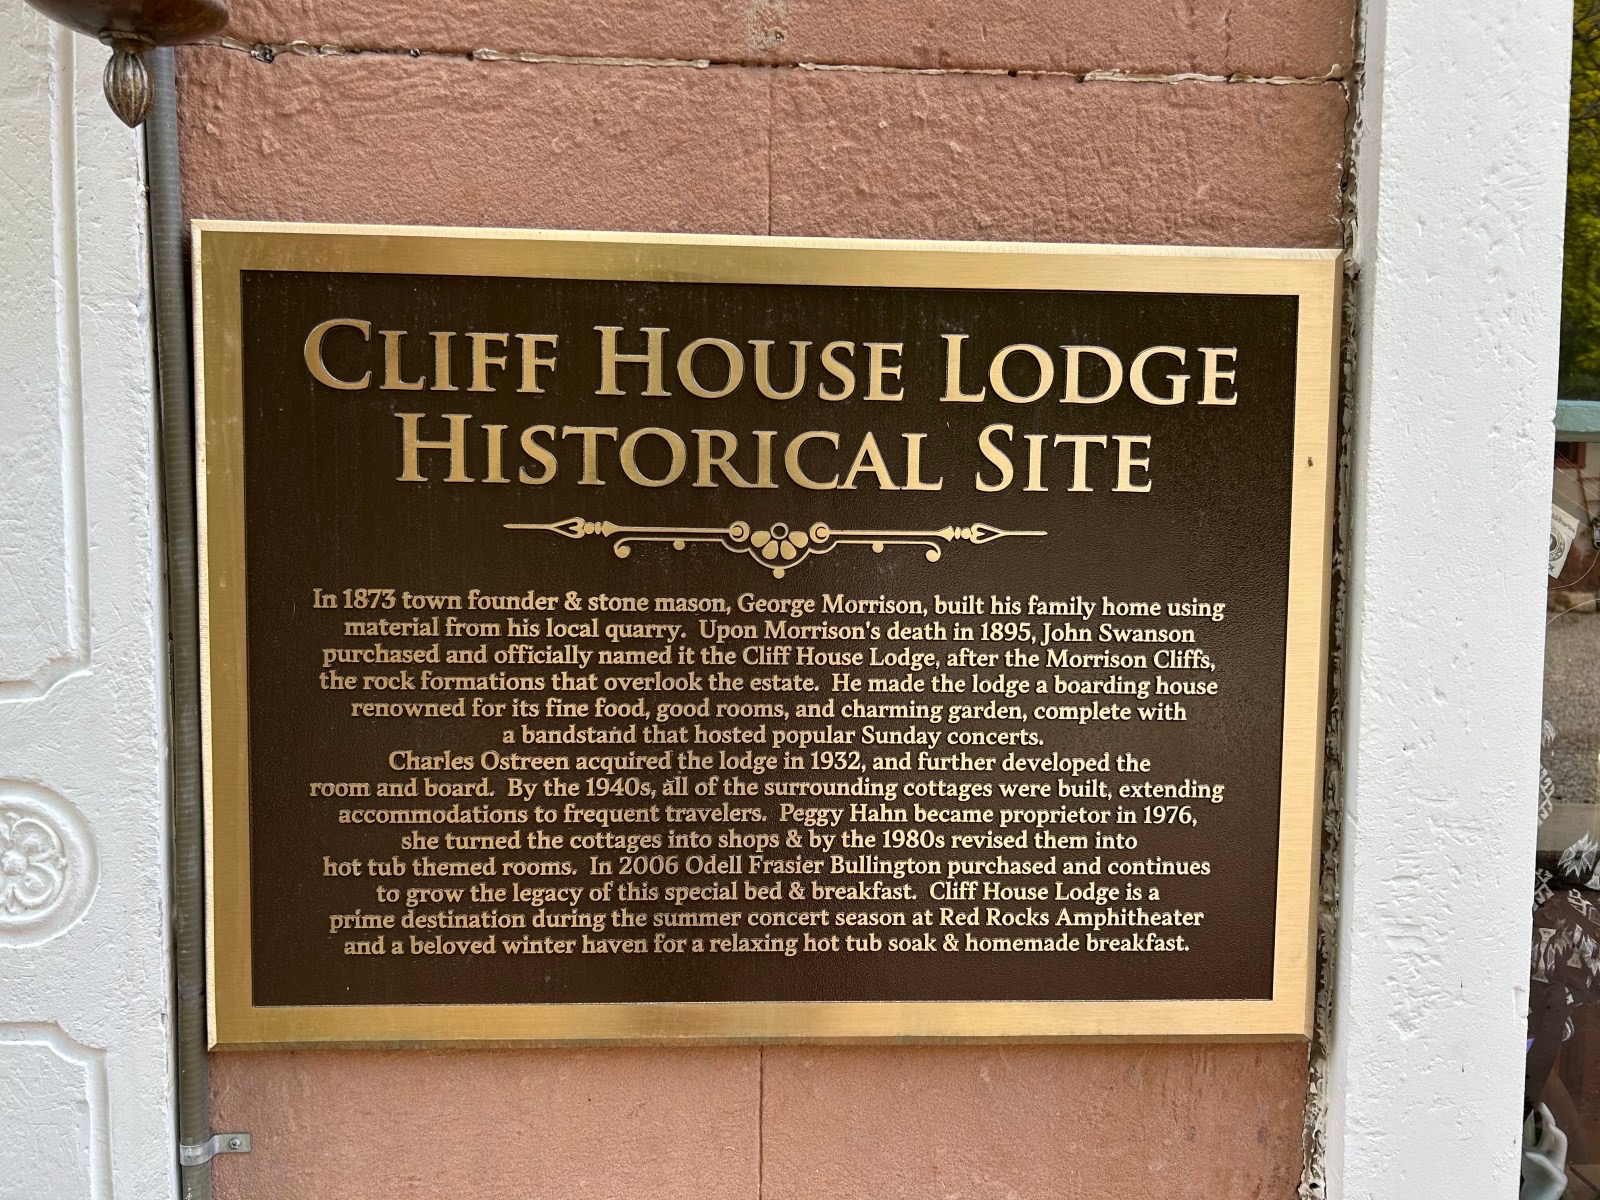 CLIFF HOUSE LODGE
HISTORICAL SITE
In 1873 town founder & stone mason, George Morrison, built his family home using
material from his local quarry. Upon Morrison's death in 1895, John Swanson
purchased and officially named it the Cliff House Lodge, after the Morrison Cliffs,
the rock formations that overlook the estate. He made the lodge a boarding house
renowned for its fine food, good rooms, and charming garden, complete with
a bandstand that hosted popular Sunday concerts.
Charles Ostreen acquired the lodge in 1932, and further developed the
room and board. By the 1940s, all of the surrounding cottages were built, extending
accommodations to frequent travelers. Peggy Hahn became proprietor in 1976,
she turned the cottages into shops & by the 1980s revised them into
hot tub themed rooms. In 2006 Odell Frasier Bullington purchased and continues
to grow the legacy of this special bed & breakfast. Cliff House Lodge is a
prime destination during the summer concert season at Red Rocks Amphitheater
and a beloved winter haven for a relaxing hot tub soak & homemade breakfast.